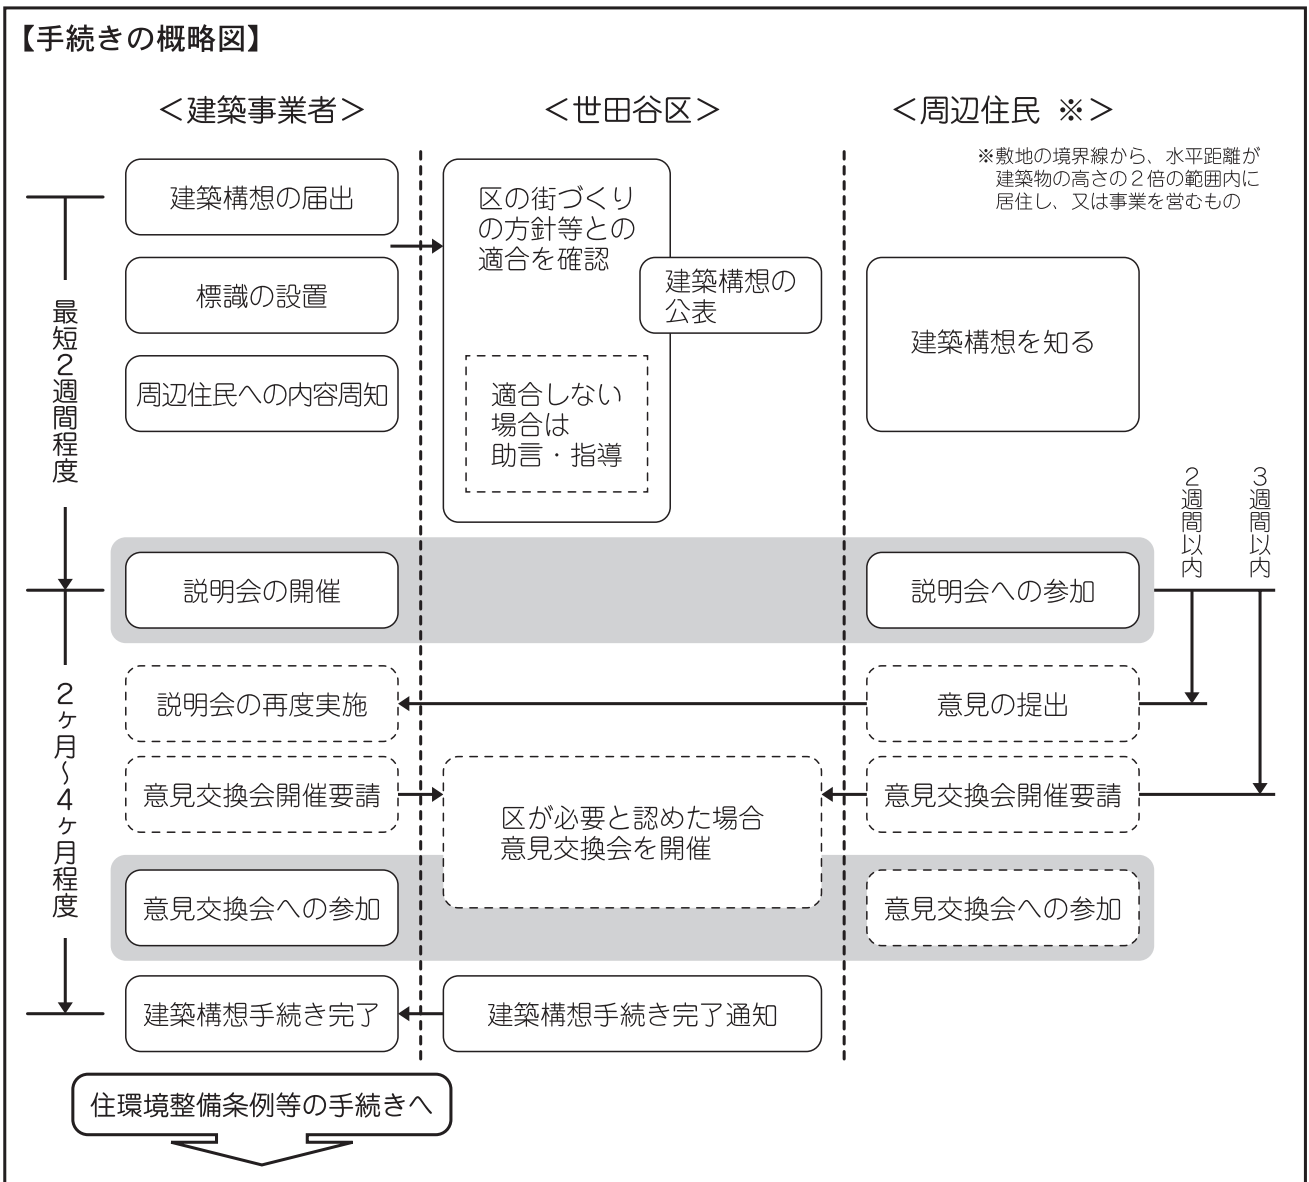 【手続きの概略図】
＜建築事業者＞
＜世田谷区＞
＜周辺住民 ※＞
※敷地の境界線から、水平距離が
建築物の高さの２倍の範囲内に
居住し、又は事業を営むもの
建築構想の届出
区の街づくり
の方針等との
適合を確認
標識の設置
建築構想の
公表
建築構想を知る
周辺住民への内容周知
適合しない
場合は
助言・指導
最短２週間程度
２週間以内
３週間以内
説明会の開催
説明会への参加
説明会の再度実施
意見の提出
意見交換会開催要請
区が必要と認めた場合
意見交換会を開催
意見交換会開催要請
２ヶ月～４ヶ月程度
意見交換会への参加
意見交換会への参加
建築構想手続き完了
建築構想手続き完了通知
住環境整備条例等の手続きへ